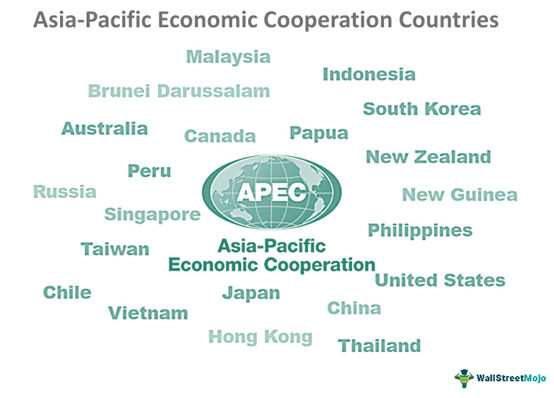 Asia-Pacific Economic Cooperation Countries
Malaysia
Indonesia
Brunei Darussalam
South Korea
Australia
Canada
Papua
New Zealand
Peru
Russia
APEC
New Guinea
Singapore
Philippines
Taiwan
Asia-Pacific
Economic Cooperation
United States
Chile
Japan
Vietnam
China
Hong Kong
Thailand
WallStreetMojo